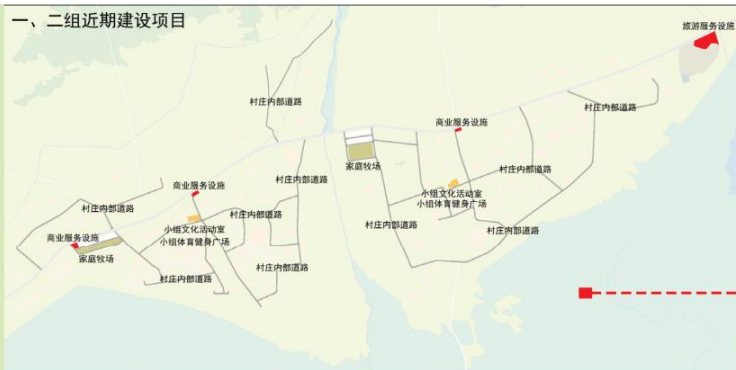 一、二组近期建设项目
旅游服务设施
村庄内部道路
村庄内部道路
商业服务设施
家庭牧场
村庄内部道路
村庄内部道路
商业服务设施
小组文化活动室
小组体育健身广场
村庄内部道路
村庄内部道路
村庄内部道路
村庄内部道路
小组文化活动室
小组体育健身广场
商业服务设施
家庭牧场
村庄内部道路
村庄内部道路
村庄内部道路